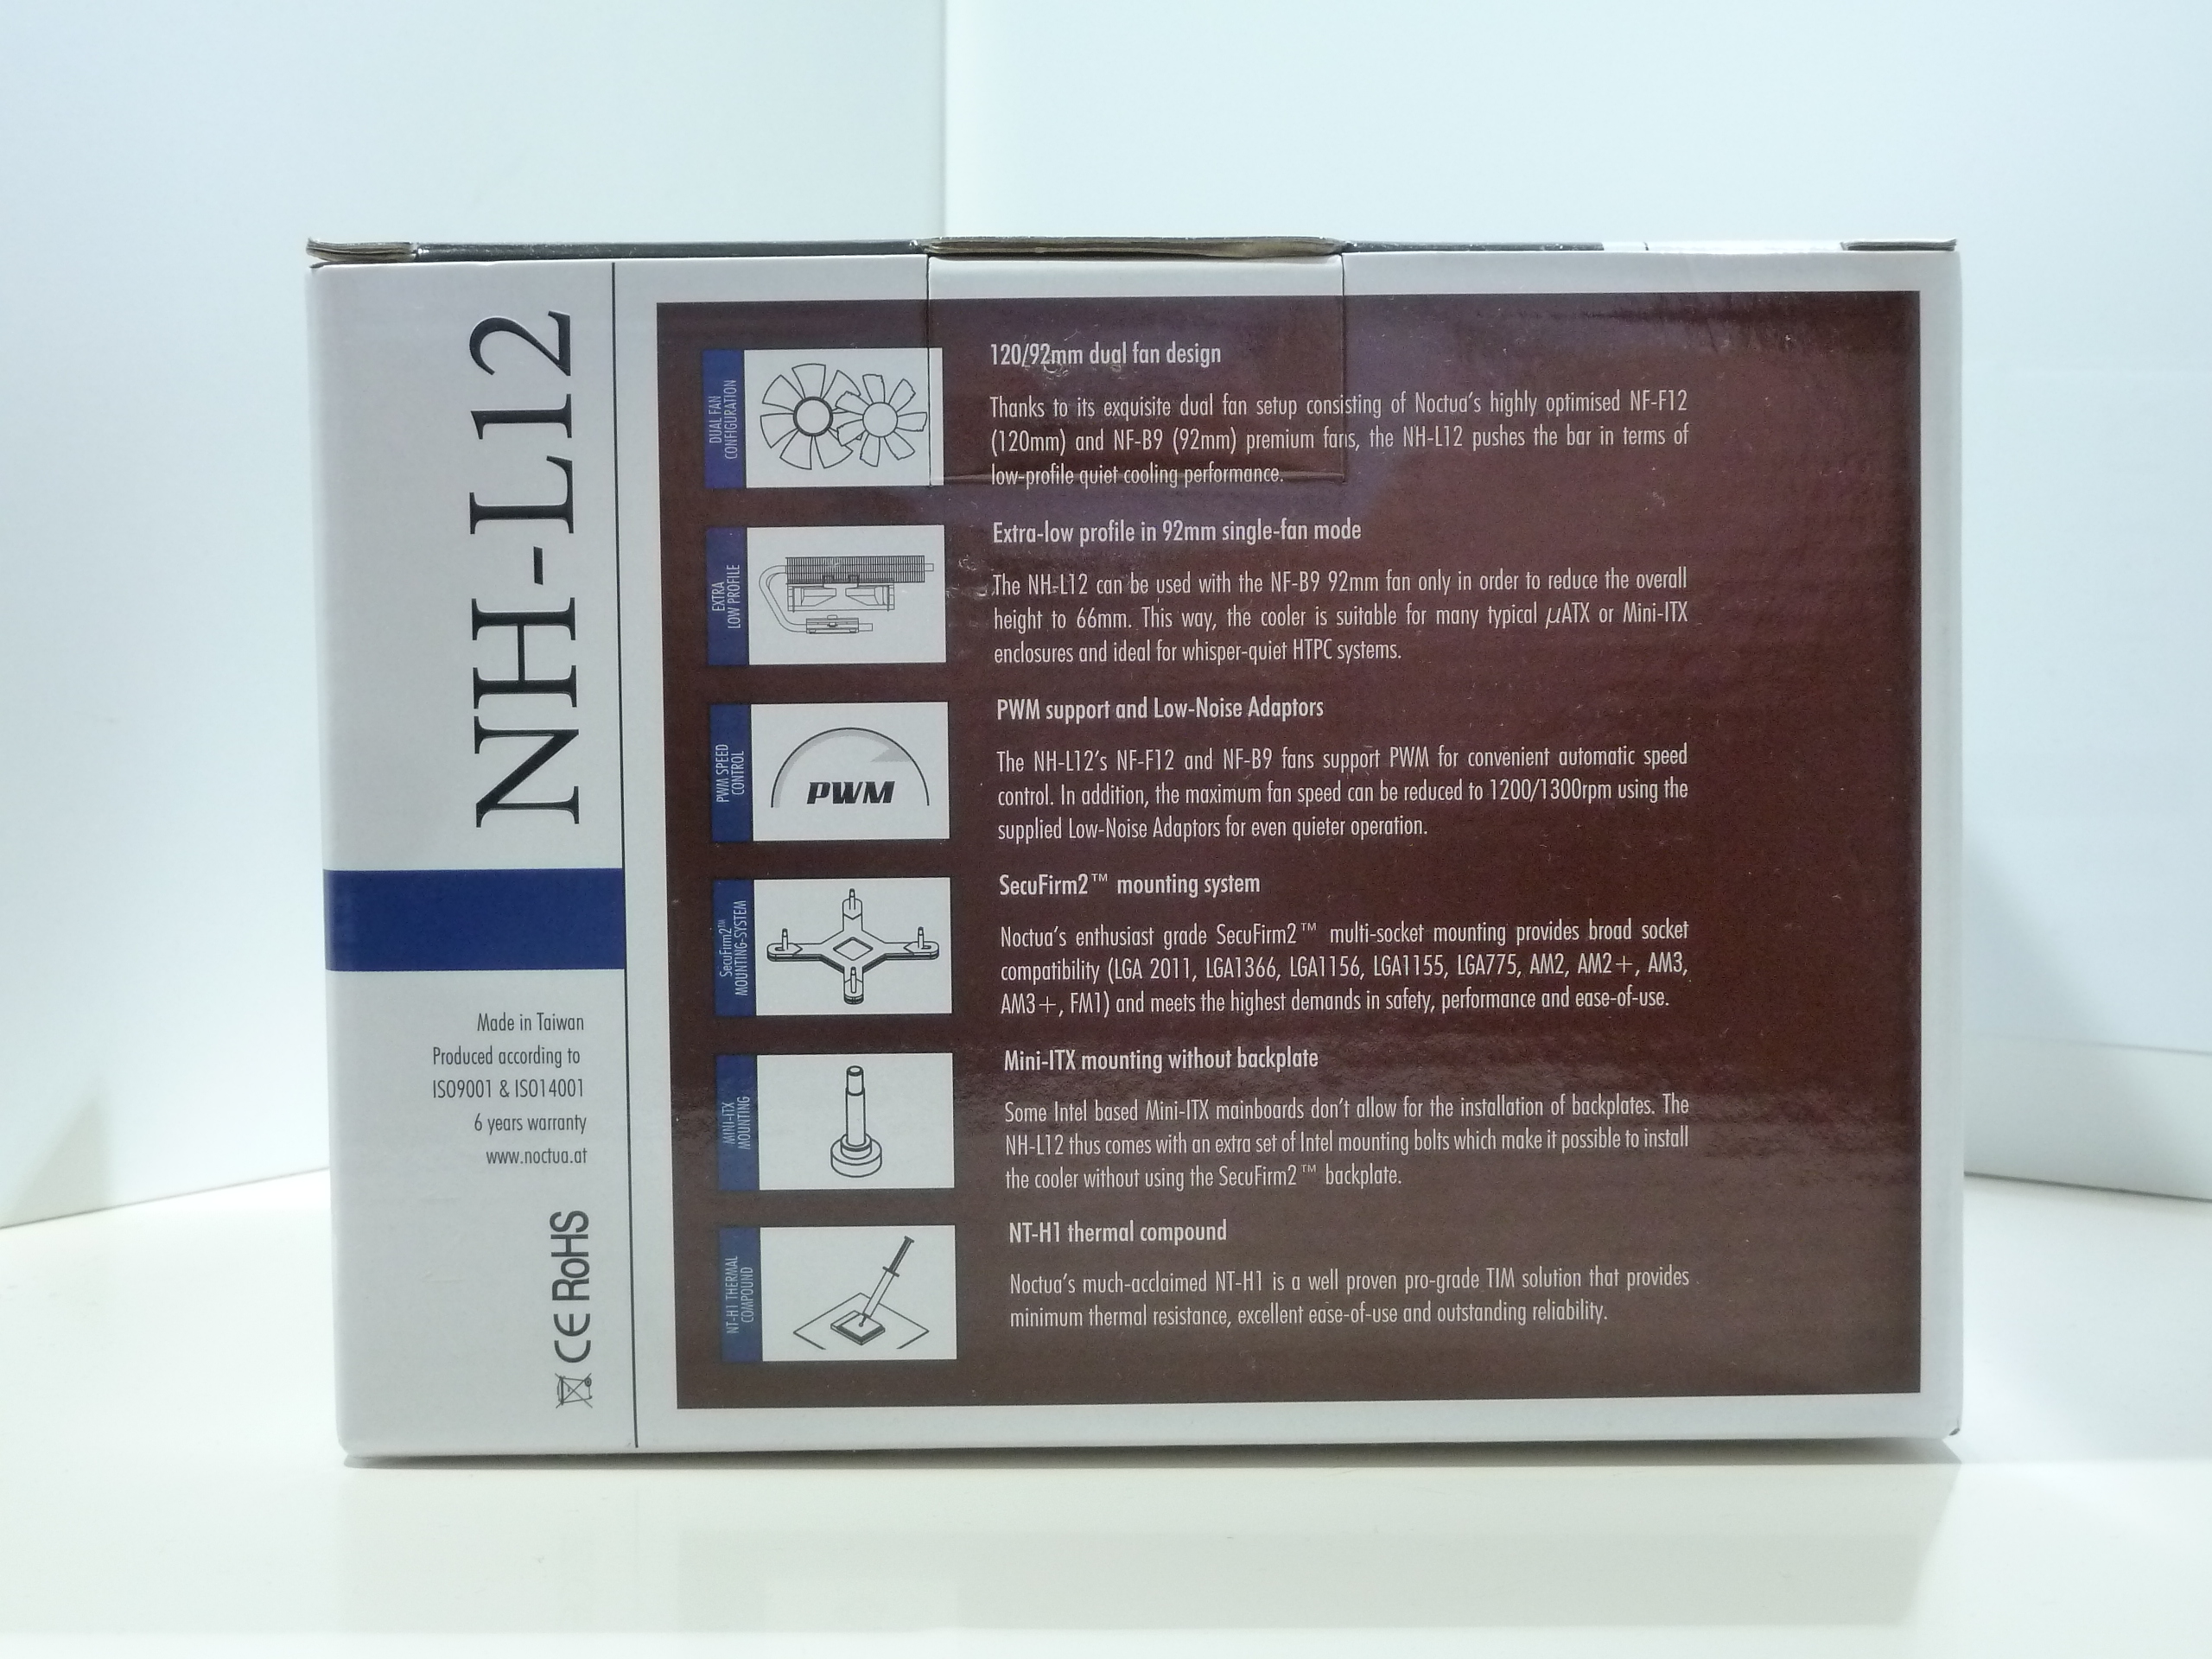 NH-L12
Made in Taiwan
Produced according to
ISO9001 & ISO14001
6 years warranty
www.noctua.at
CE RoHS
DUAL FAN
CONFIGURATION
120/92mm dual fan design
Thanks to its exquisite dual fan setup consisting of Noctua's highly optimised NF-F12
(120mm) and NF-B9 (92mm) premium fans, the NH-L12 pushes the bar in terms of
low-profile quiet cooling performance.
EXTRA
LOW PROFILE
Extra-low profile in 92mm single-fan mode
The NH-L12 can be used with the NF-B9 92mm fan only in order to reduce the overall
height to 66mm. This way, the cooler is suitable for many typical µATX or Mini-ITX
enclosures and ideal for whisper-quiet HTPC systems.
PWM SPEED
CONTROL
PWM
PWM support and Low-Noise Adaptors
The NH-L12's NF-F12 and NF-B9 fans support PWM for convenient automatic speed
control. In addition, the maximum fan speed can be reduced to 1200/1300rpm using the
supplied Low-Noise Adaptors for even quieter operation.
SecuFirm2™
MOUNTING-SYSTEM
SecuFirm2™ mounting system
Noctua's enthusiast grade SecuFirm2™ multi-socket mounting provides broad socket
compatibility (LGA 2011, LGA1366, LGA1156, LGA1155, LGA775, AM2, AM2+, AM3,
AM3+, FM1) and meets the highest demands in safety, performance and ease-of-use.
MINI-ITX
MOUNTING
Mini-ITX mounting without backplate
Some Intel based Mini-ITX mainboards don't allow for the installation of backplates. The
NH-L12 thus comes with an extra set of Intel mounting bolts which make it possible to install
the cooler without using the SecuFirm2™ backplate.
NT-H1 THERMAL
COMPOUND
NT-H1 thermal compound
Noctua's much-acclaimed NT-H1 is a well proven pro-grade TIM solution that provides
minimum thermal resistance, excellent ease-of-use and outstanding reliability.